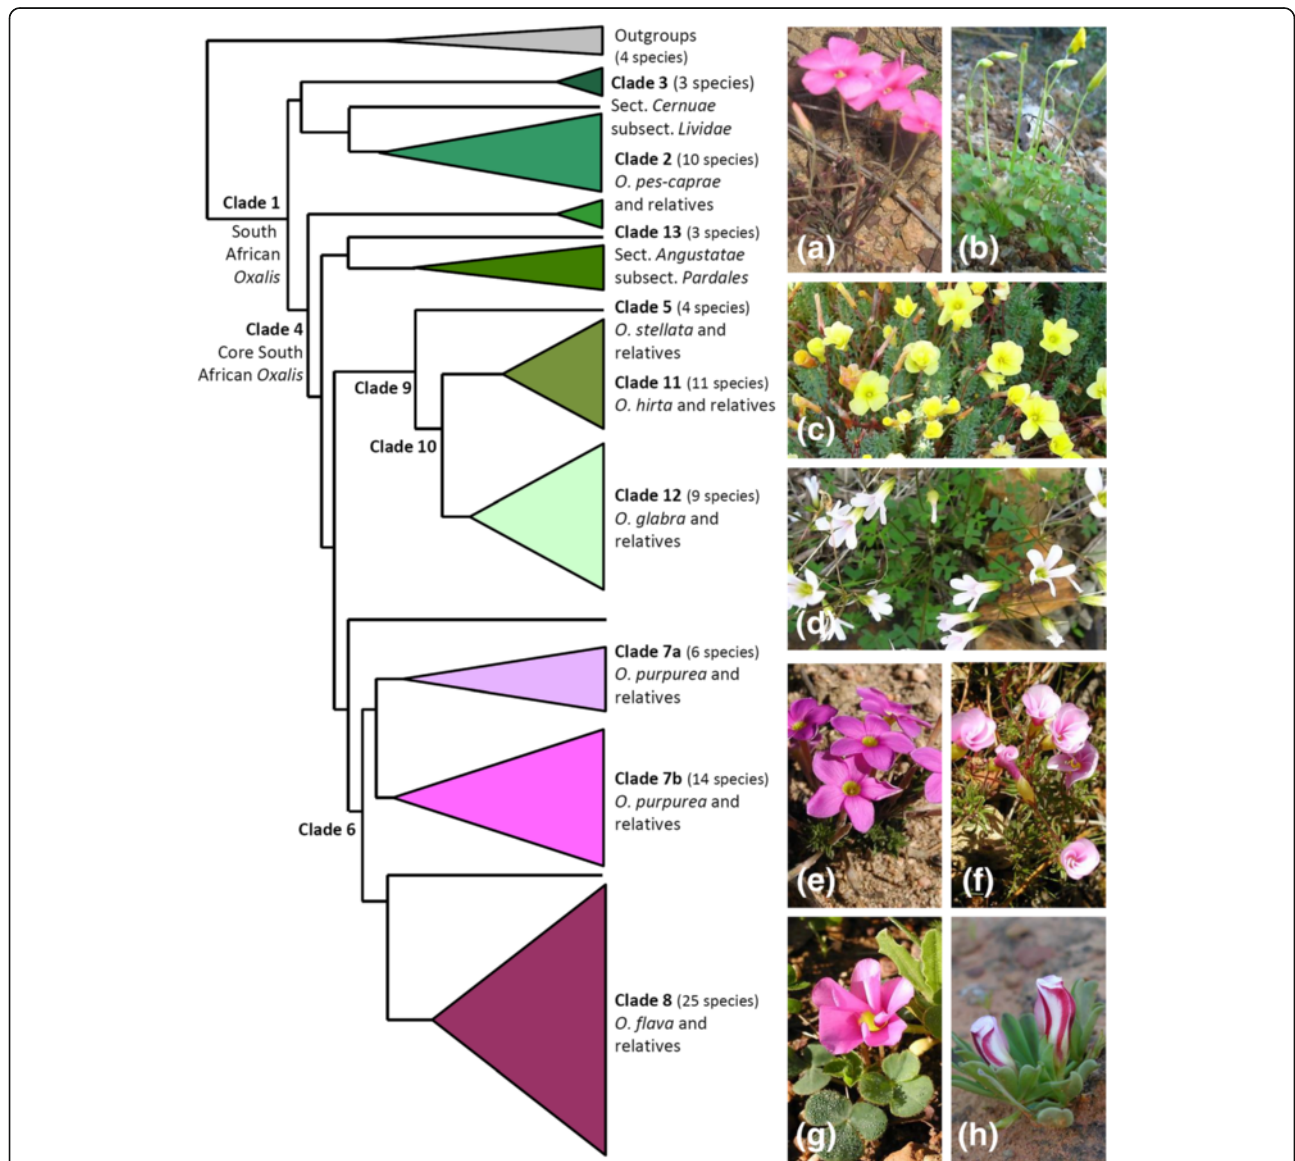 Outgroups
(4 species)
Clade 3 (3 species)
Sect. Cernuae
subsect. Lividae
Clade 2 (10 species)
O. pes-caprae
and relatives
Clade 1
South
African
Oxalis
Clade 13 (3 species)
Sect. Angustatae
subsect. Pardales
Clade 5 (4 species)
O. stellata and
relatives
Clade 4
Core South
African Oxalis
Clade 9
Clade 11 (11 species)
O. hirta and relatives
Clade 10
Clade 12 (9 species)
O. glabra and
relatives
Clade 7a (6 species)
O. purpurea and
relatives
Clade 7b (14 species)
O. purpurea and
relatives
Clade 6
Clade 8 (25 species)
O. flava and
relatives
(a)
(b)
(c)
(d)
(e)
(f)
(g)
(h)